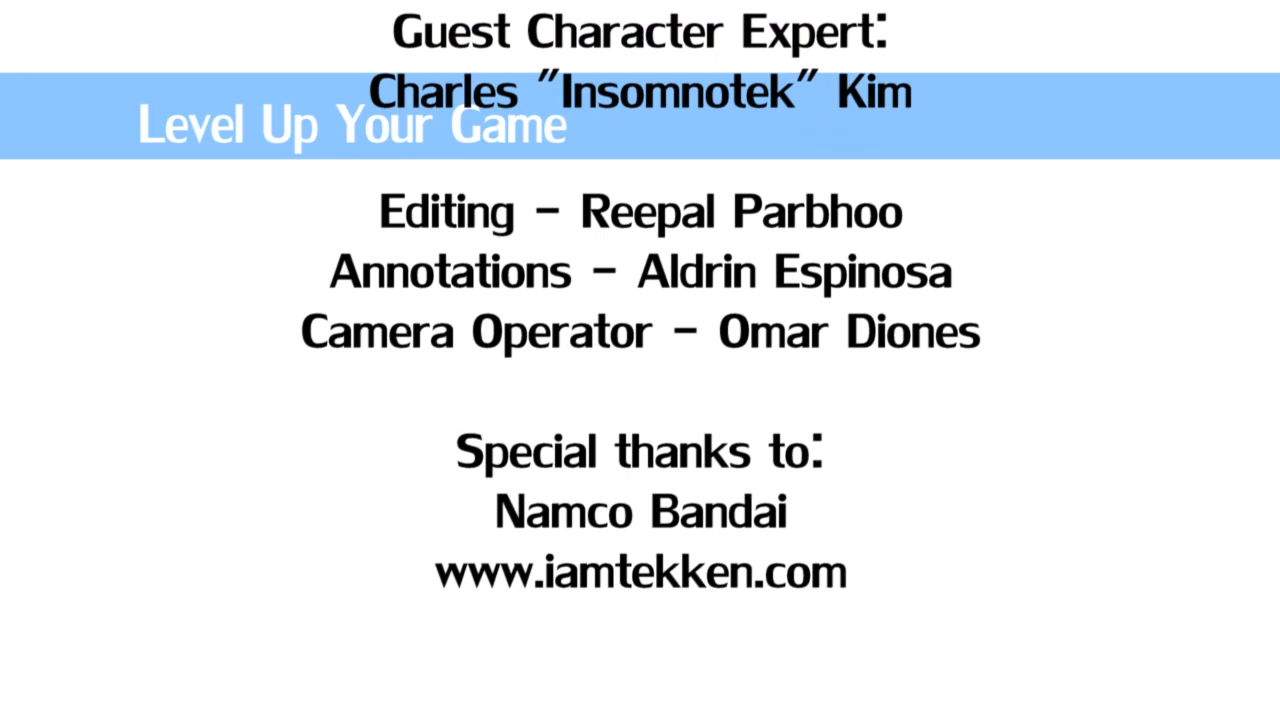 Guest Character Expert:
Charles "Insomnotek" Kim
Level Up Your Game
Editing - Reepal Parbhoo
Annotations - Aldrin Espinosa
Camera Operator - Omar Diones
Special thanks to:
Namco Bandai
www.iamtekken.com